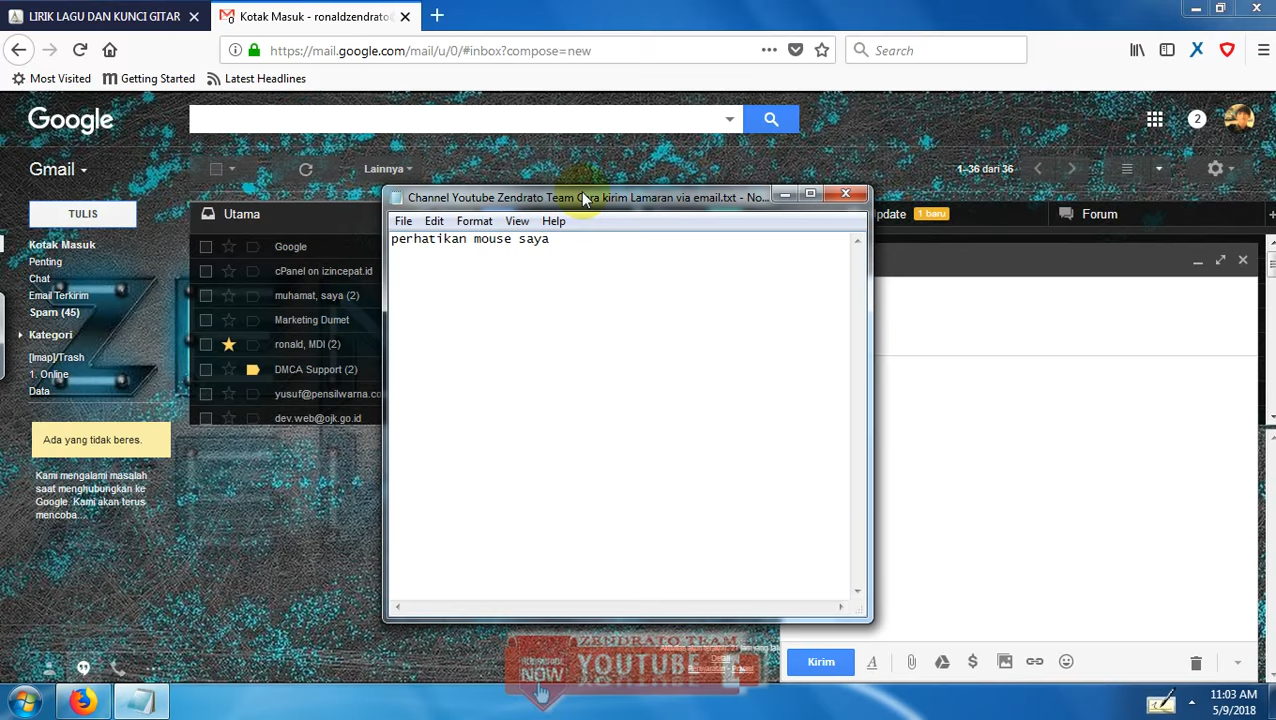 LIRIK LAGU DAN KUNCI GITAR
Kotak Masuk - ronaldzendrato@
https://mail.google.com/mail/u/0/#inbox?compose=new
Search
Most Visited
Getting Started
Latest Headlines
Google
2
Gmail
Lainnya
1-36 dari 36
TULIS
Utama
1 baru
Forum
Channel Youtube Zendrato Team Cara kirim Lamaran via email.txt - No...
File Edit Format View Help
perhatikan mouse saya
Kotak Masuk
Penting
Chat
Email Terkirim
Spam (45)
Kategori
[Imap]/Trash
1. Online
Data
Google
cPanel on izincepat.id
muhamat, saya (2)
Marketing Dumet
ronald, MDI (2)
DMCA Support (2)
yusuf@pensilwarna.co
dev.web@ojk.go.id
Ada yang tidak beres.
Kami mengalami masalah
saat menghubungkan ke
Google. Kami akan terus
mencoba...
ZENDRATO TEAM
YOUTUBE
NOW
Kirim
11:03 AM
5/9/2018